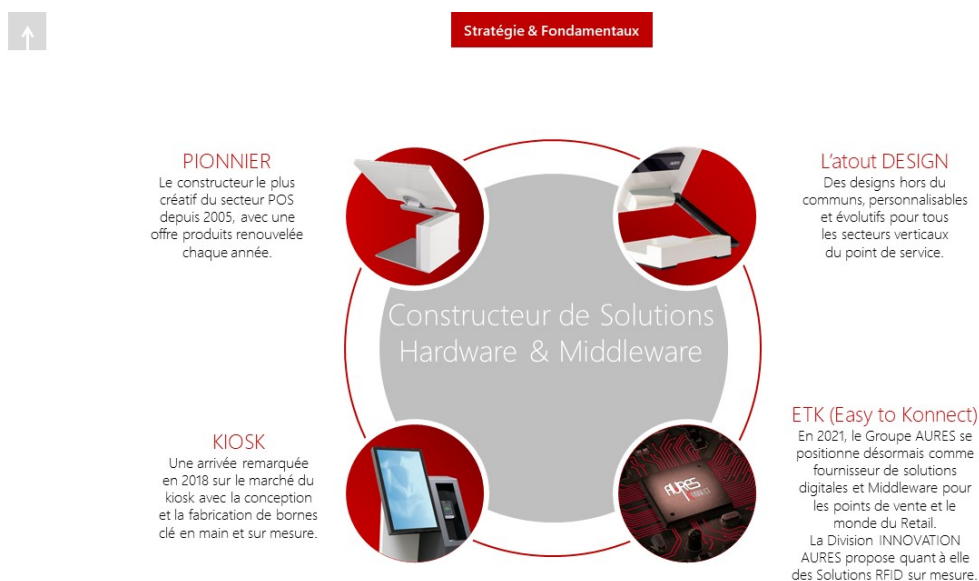 Stratégie & Fondamentaux
PIONNIER
Le constructeur le plus
créatif du secteur POS
depuis 2005, avec une
offre produits renouvelée
chaque année.
L'atout DESIGN
Des designs hors du
communs, personnalisables
et évolutifs pour tous
les secteurs verticaux
du point de service.
Constructeur de Solutions
Hardware & Middleware
KIOSK
Une arrivée remarquée
en 2018 sur le marché du
kiosk avec la conception
et la fabrication de bornes
clé en main et sur mesure.
ETK (Easy to Konnect)
En 2021, le Groupe AURES se
positionne désormais comme
fournisseur de solutions
digitales et Middleware pour
les points de vente et le
monde du Retail.
La Division INNOVATION
AURES propose quant à elle
des Solutions RFID sur mesure.
AURES